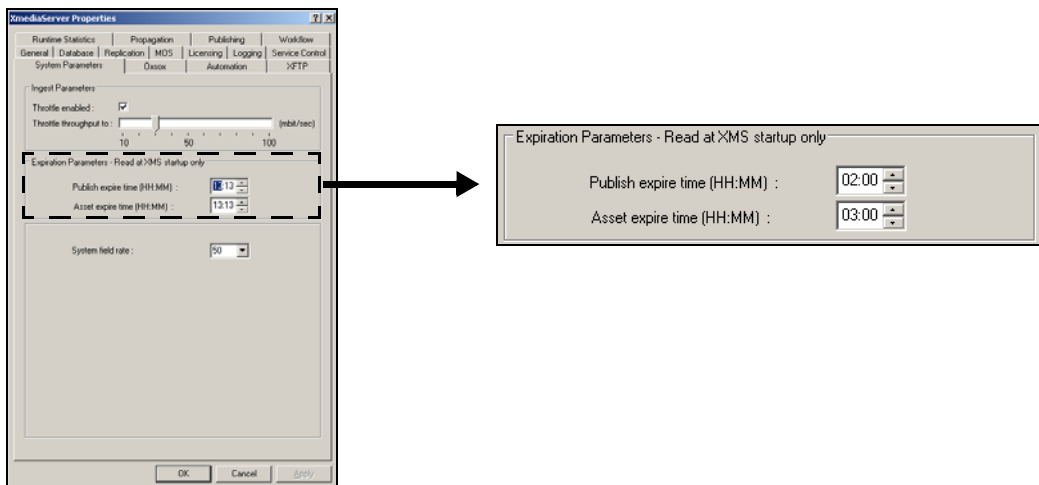 XmediaServer Properties
Runtime Statistics Propagation Publishing Workflow
General Database Replication MOS Licensing Logging Service Control
System Parameters Oxsox Automation XFTP
Ingest Parameters
Throttle enabled :
Throttle throughput to : (mbit/sec)
10 50 100
Expiration Parameters - Read at XMS startup only
Publish expire time (HH:MM) : 13:13
Asset expire time (HH:MM) : 13:13
System field rate : 50
OK Cancel Apply
Expiration Parameters - Read at XMS startup only
Publish expire time (HH:MM) : 02:00
Asset expire time (HH:MM) : 03:00